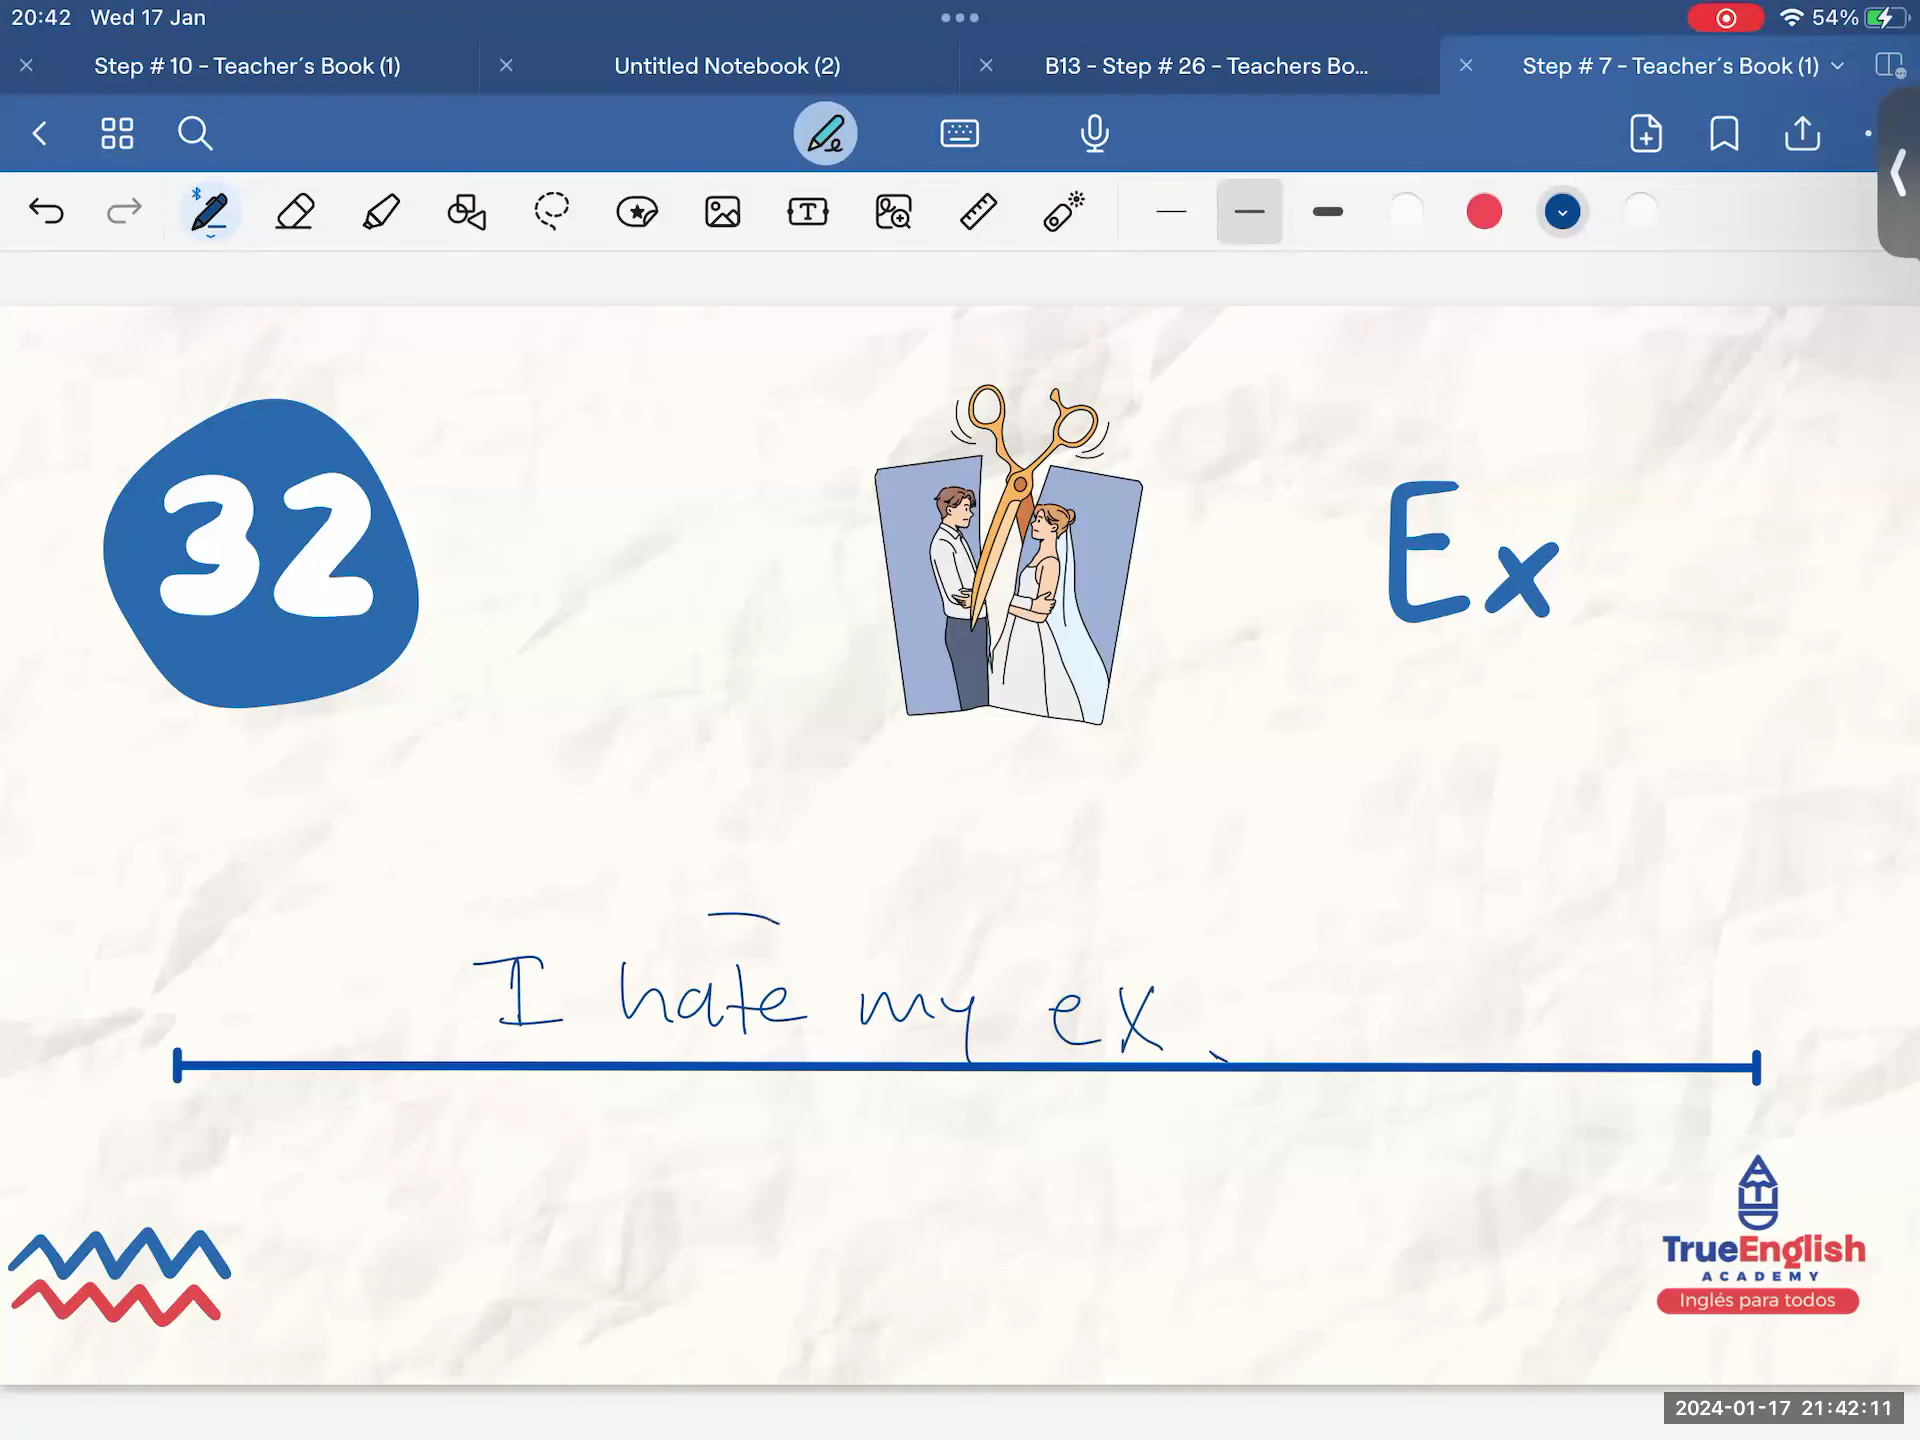 20:42 Wed 17 Jan
54%
Step # 10 - Teacher´s Book (1)
Untitled Notebook (2)
B13 - Step # 26 - Teachers Bo...
Step # 7 - Teacher´s Book (1)
32
Ex
I hate my ex.
TrueEnglish
ACADEMY
Inglés para todos
2024-01-17 21:42:11